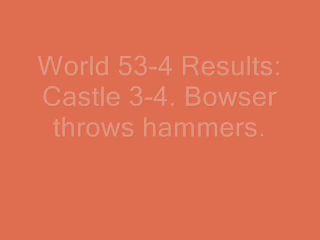 World 53-4 Results:
Castle 3-4. Bowser
throws hammers.